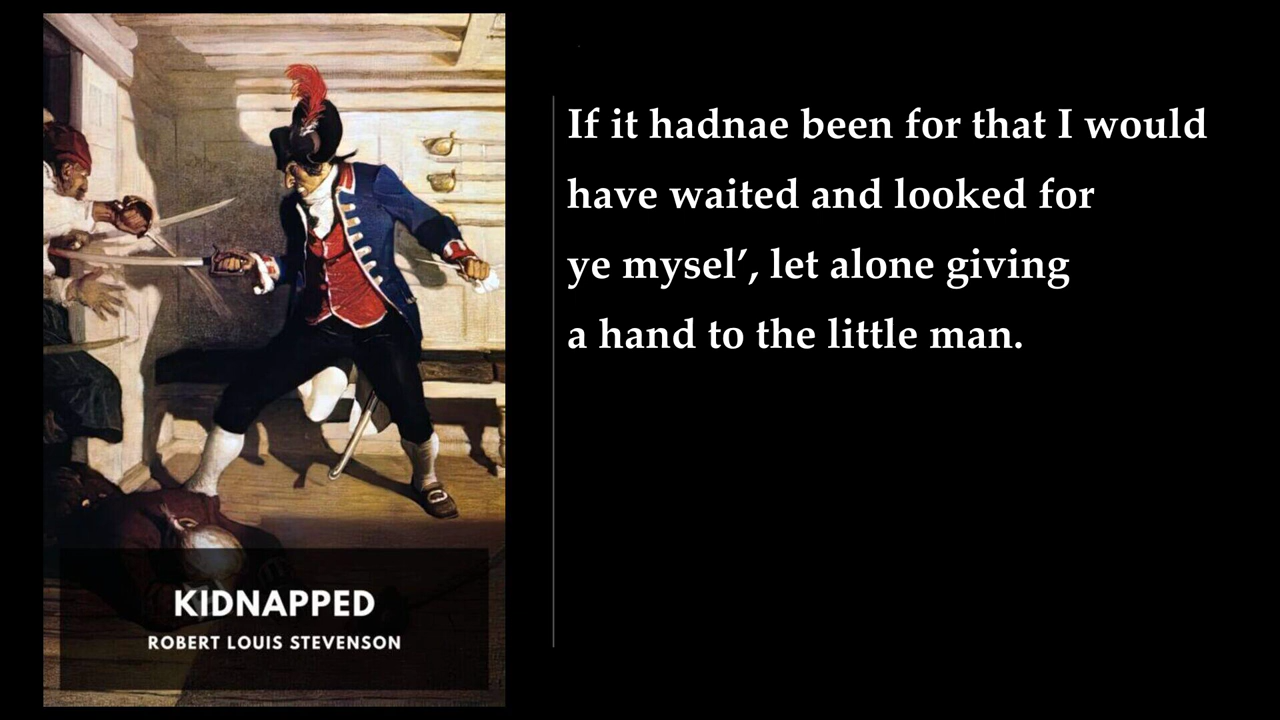 KIDNAPPED
ROBERT LOUIS STEVENSON
If it hadnae been for that I would
have waited and looked for
ye mysel’, let alone giving
a hand to the little man.